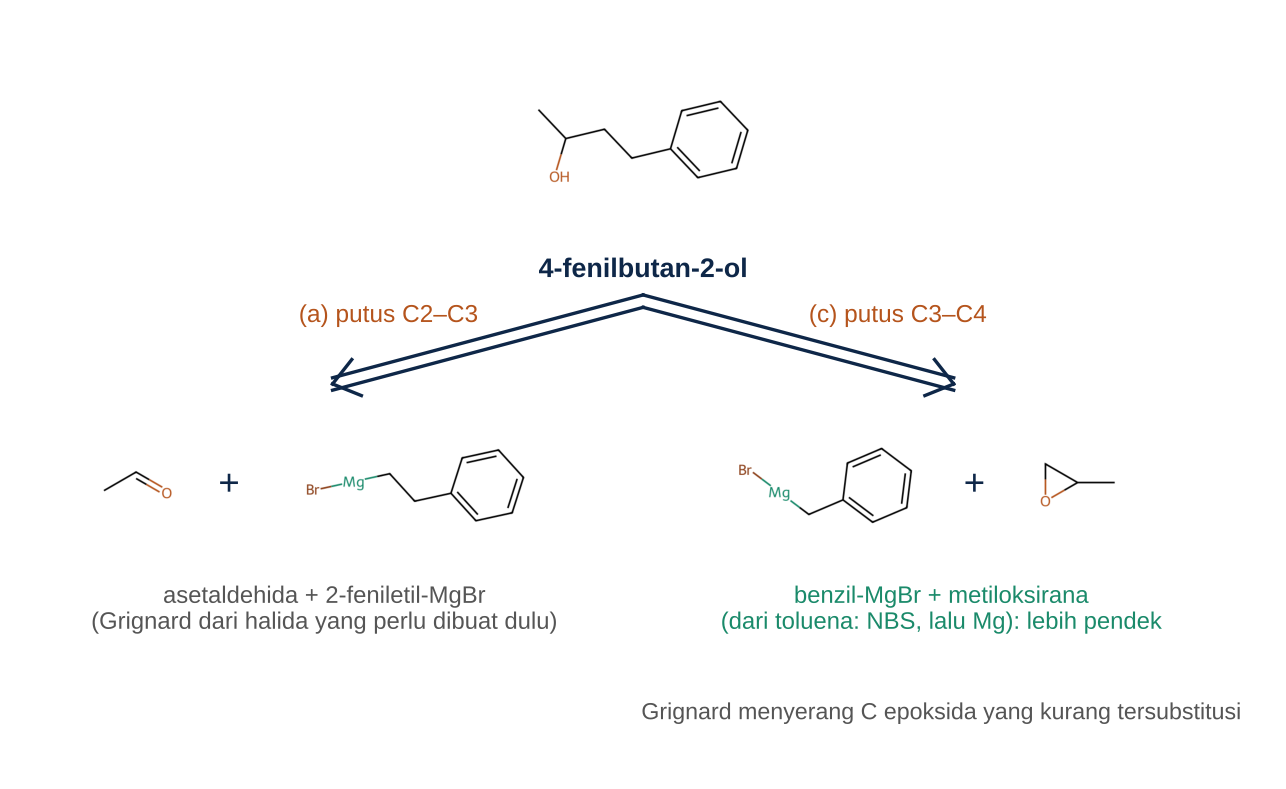 OH
4-fenilbutan-2-ol
(a) putus C2–C3
(c) putus C3–C4
O
+
Br
Mg
Br
Mg
+
O
asetaldehida + 2-feniletil-MgBr
(Grignard dari halida yang perlu dibuat dulu)
benzil-MgBr + metiloksirana
(dari toluena: NBS, lalu Mg): lebih pendek
Grignard menyerang C epoksida yang kurang tersubstitusi